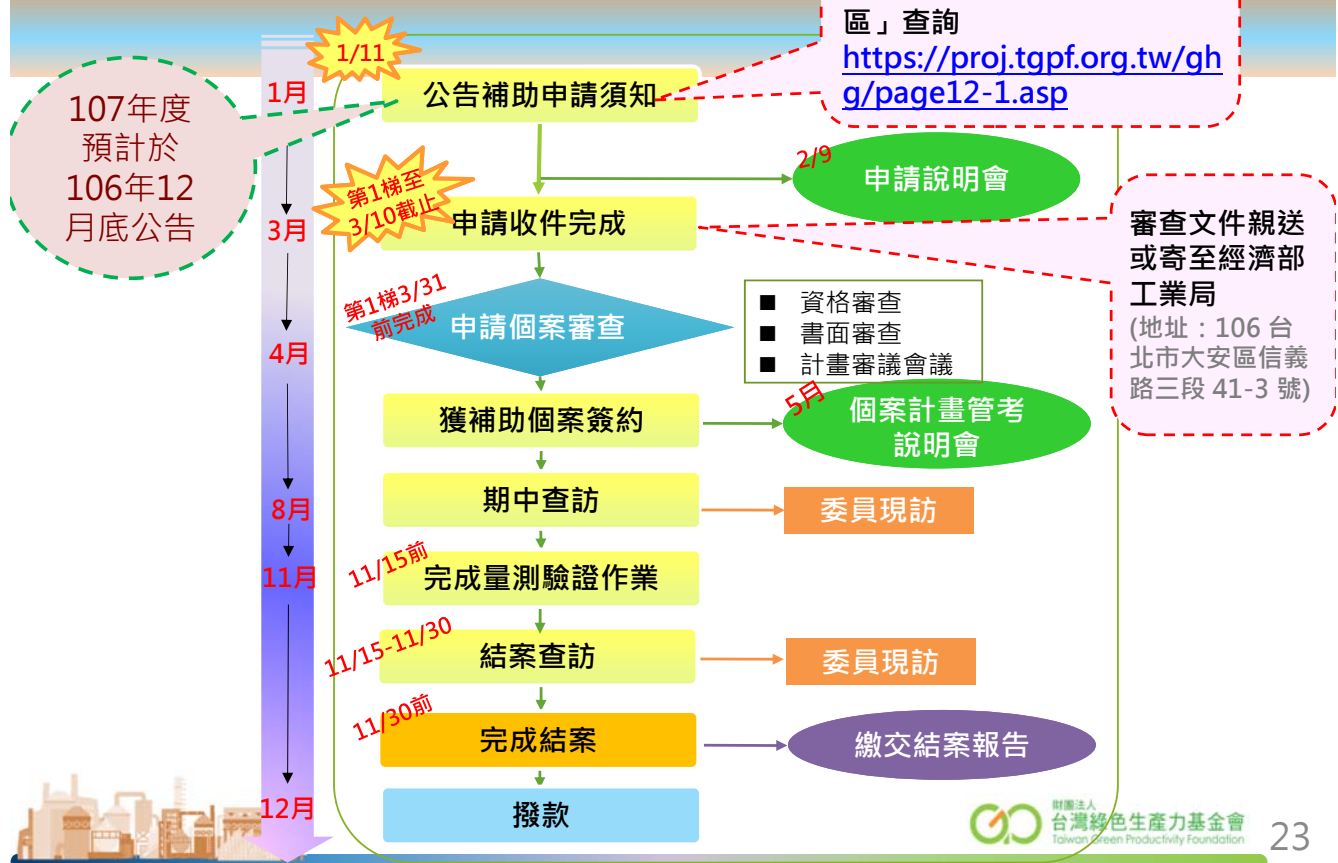 區」查詢
https://proj.tgpf.org.tw/gh
g/page12-1.asp
1/11
1月
公告補助申請須知
107年度
預計於
106年12
月底公告
2/9
申請說明會
第1梯至
3/10截止
3月
申請收件完成
審查文件親送
或寄至經濟部
工業局
(地址：106 台
北市大安區信義
路三段 41-3 號)
第1梯3/31
前完成
申請個案審查
■ 資格審查
■ 書面審查
■ 計畫審議會議
4月
獲補助個案簽約
5月
個案計畫管考
說明會
8月
期中查訪
委員現訪
11月
11/15前
完成量測驗證作業
11/15-11/30
結案查訪
委員現訪
11/30前
完成結案
繳交結案報告
12月
撥款
財團法人
台灣綠色生產力基金會
Taiwan Green Productivity Foundation
23